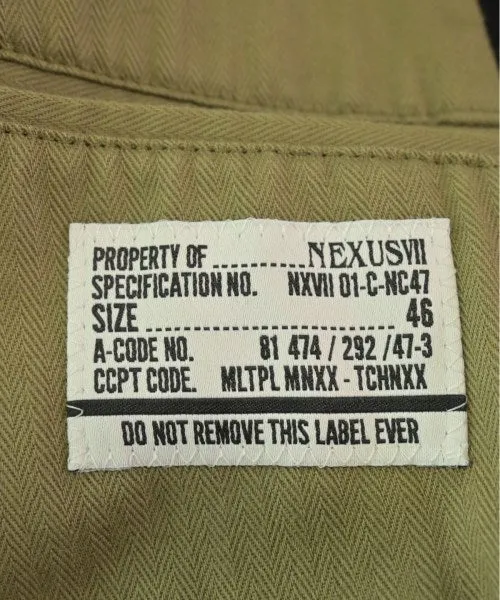 PROPERTY OF ............ NEXUSVII
SPECIFICATION NO. NXVII 01-C-NC47
SIZE ................................ 46
A-CODE NO. 81 474 / 292 /47-3
CCPT CODE. MLTPL MNXX - TCHNXX
DO NOT REMOVE THIS LABEL EVER